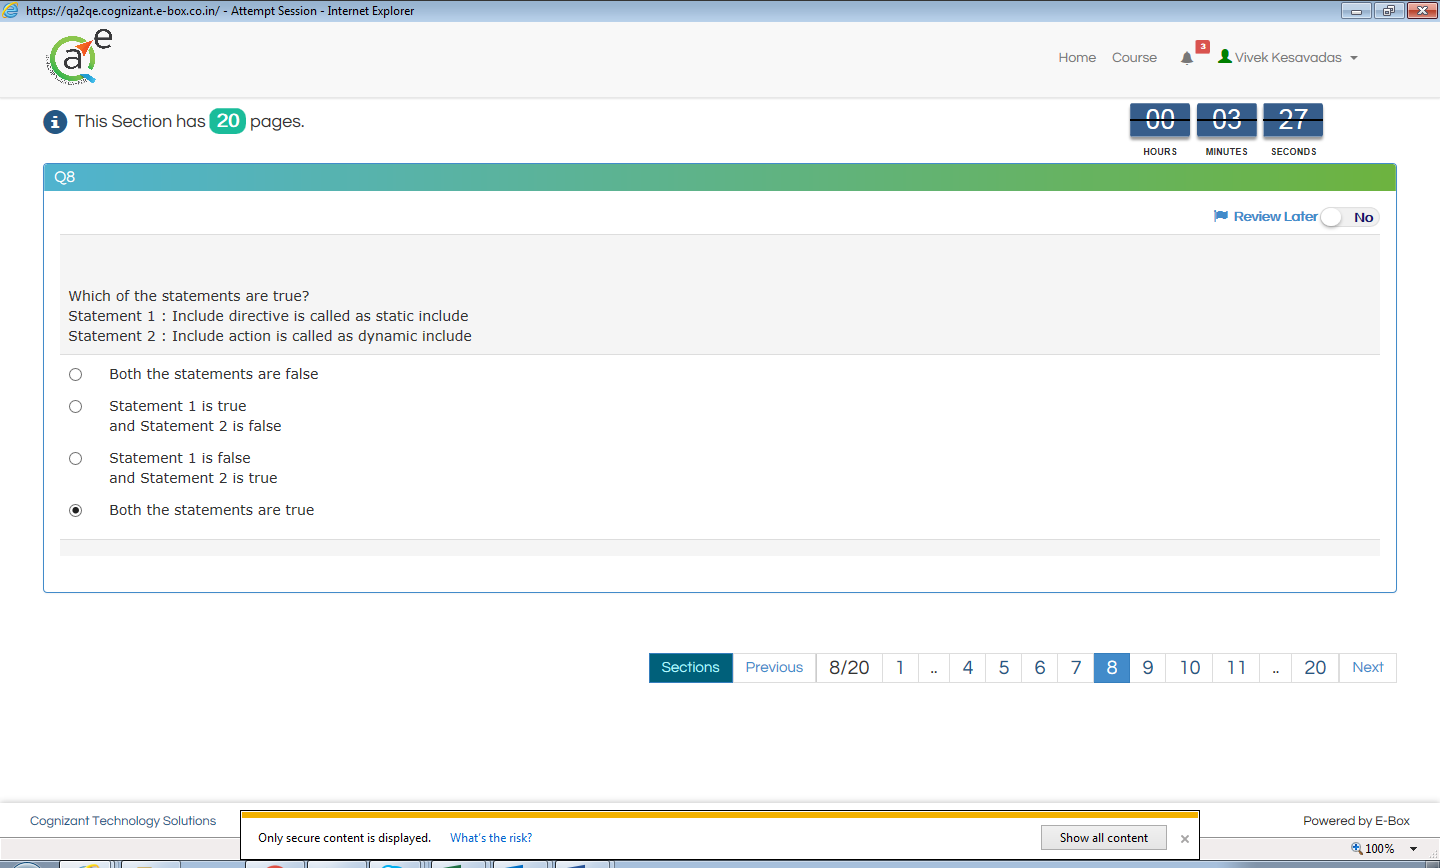 https://qa2qe.cognizant.e-box.co.in/ - Attempt Session - Internet Explorer
a e
Home Course 3 Vivek Kesavadas
This Section has 20 pages.
00 03 27
HOURS MINUTES SECONDS
Q8
Review Later No
Which of the statements are true?
Statement 1 : Include directive is called as static include
Statement 2 : Include action is called as dynamic include
Both the statements are false
Statement 1 is true
and Statement 2 is false
Statement 1 is false
and Statement 2 is true
Both the statements are true
Sections Previous 8/20 1 .. 4 5 6 7 8 9 10 11 .. 20 Next
Cognizant Technology Solutions
Powered by E-Box
Only secure content is displayed. What's the risk? Show all content
100%